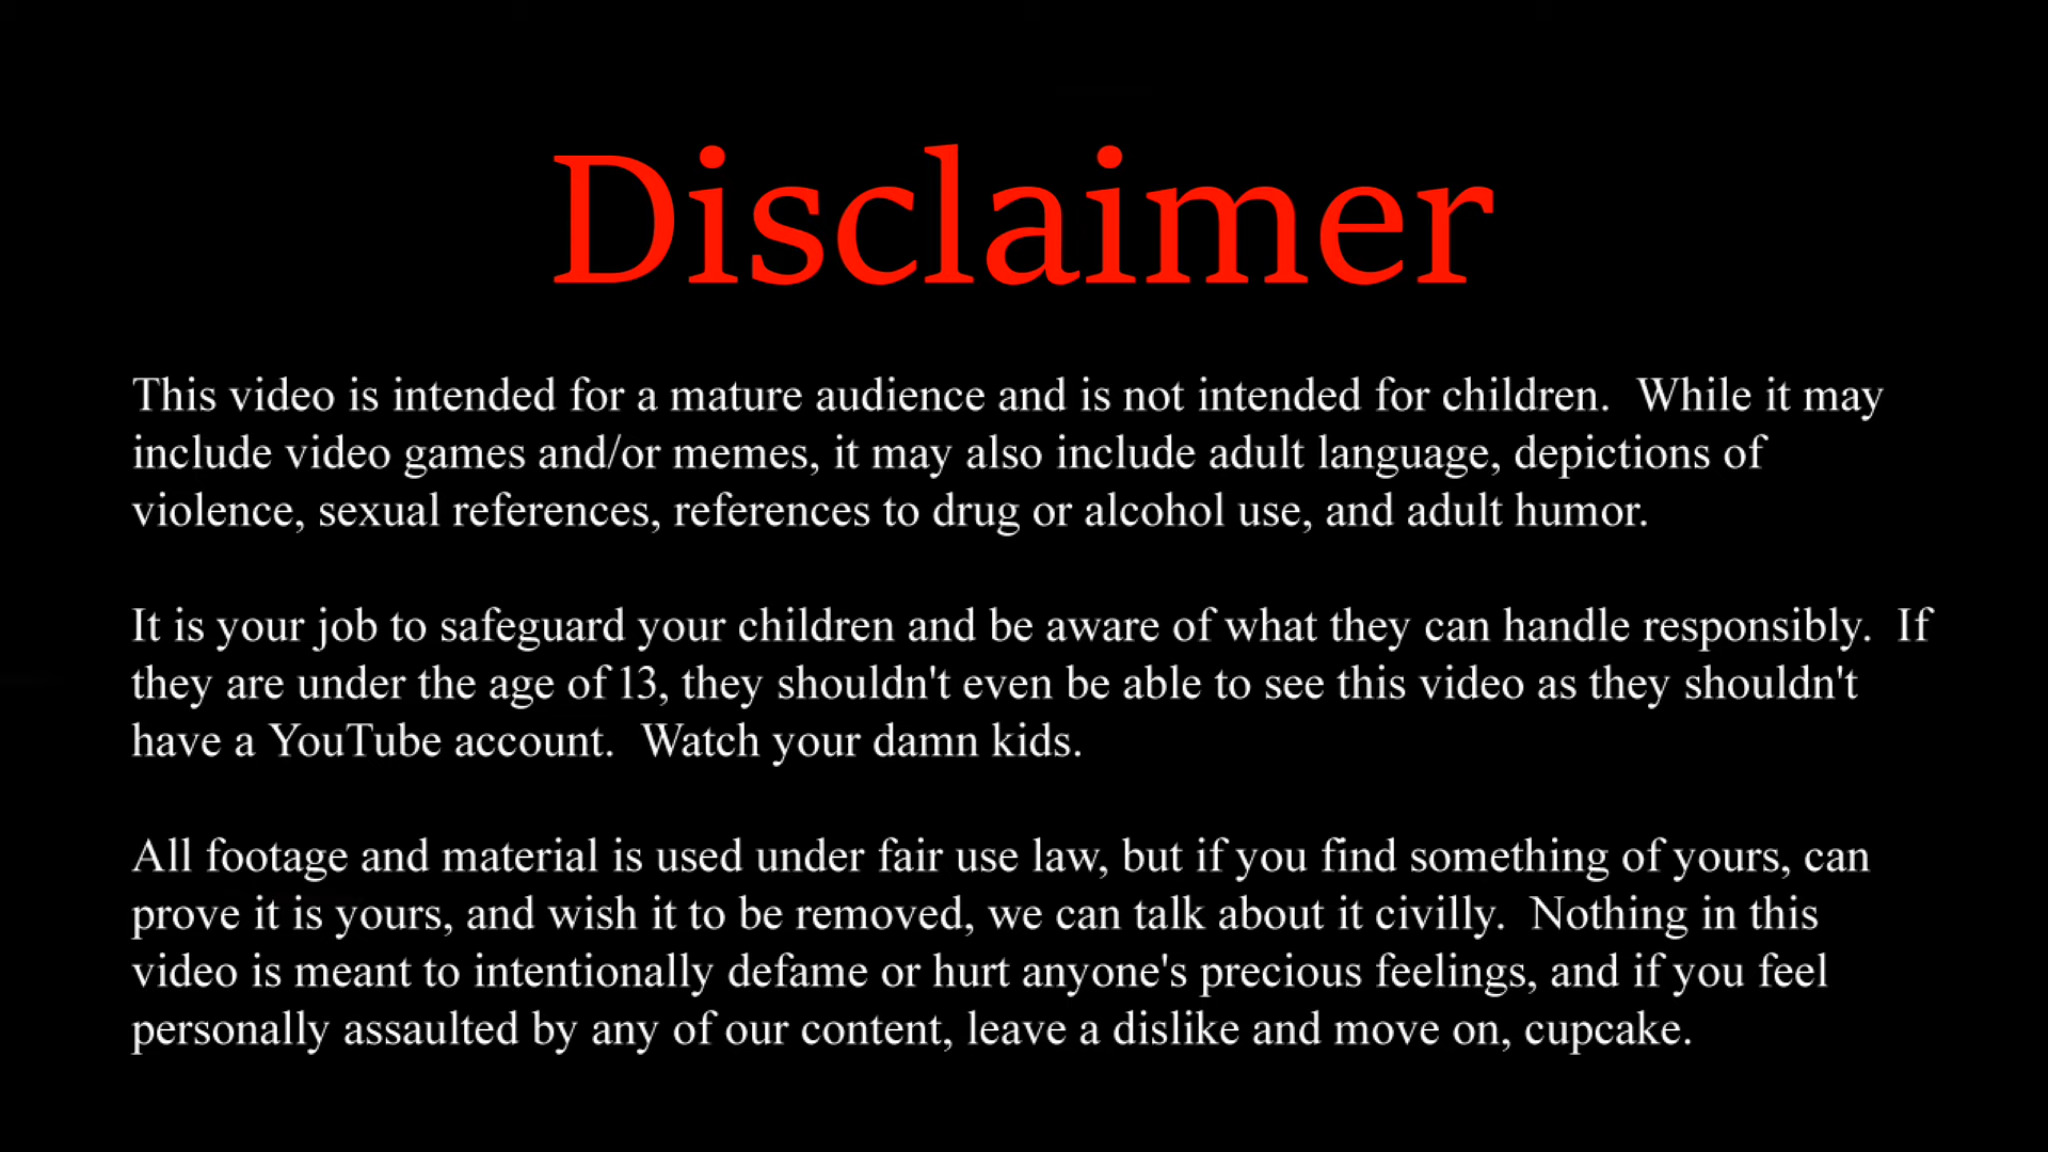 Disclaimer
This video is intended for a mature audience and is not intended for children.  While it may
include video games and/or memes, it may also include adult language, depictions of
violence, sexual references, references to drug or alcohol use, and adult humor.
It is your job to safeguard your children and be aware of what they can handle responsibly.  If
they are under the age of 13, they shouldn't even be able to see this video as they shouldn't
have a YouTube account.  Watch your damn kids.
All footage and material is used under fair use law, but if you find something of yours, can
prove it is yours, and wish it to be removed, we can talk about it civilly.  Nothing in this
video is meant to intentionally defame or hurt anyone's precious feelings, and if you feel
personally assaulted by any of our content, leave a dislike and move on, cupcake.